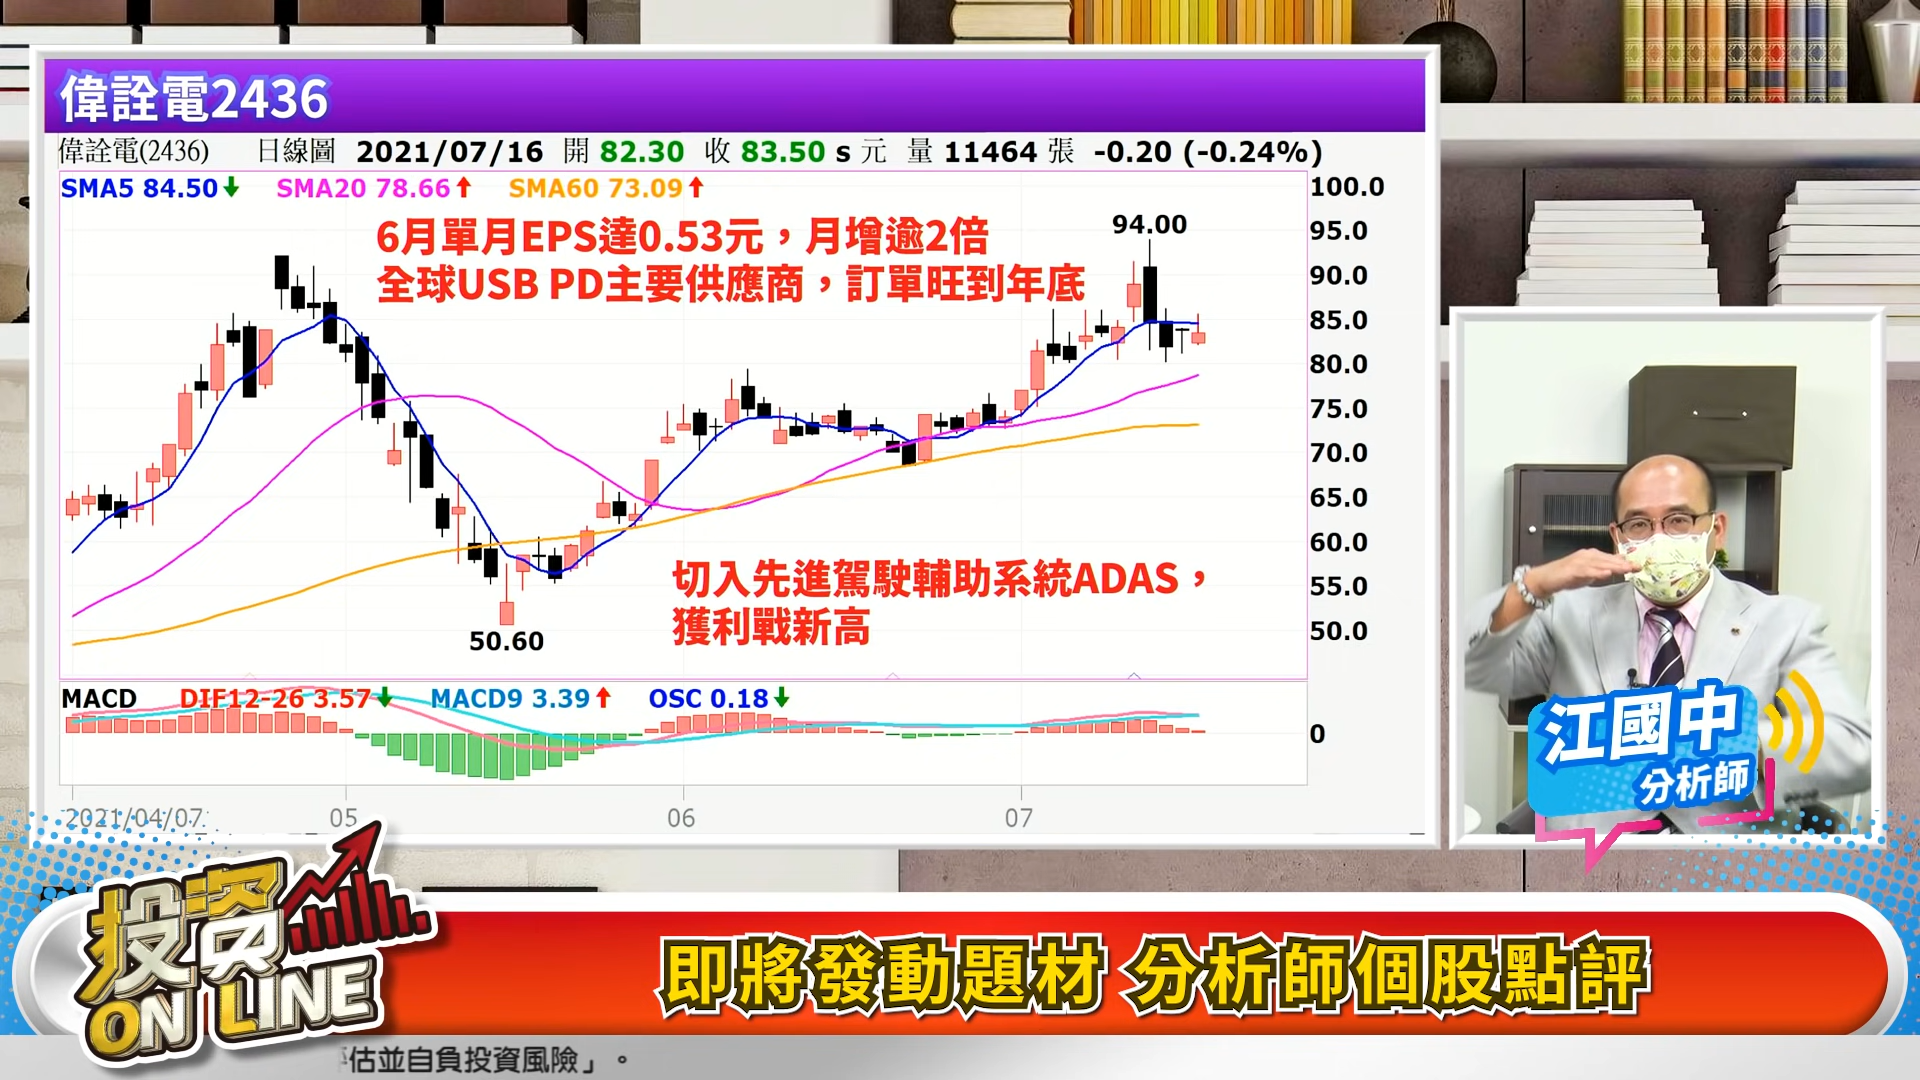 偉詮電2436
偉詮電(2436) 日線圖 2021/07/16 開 82.30 收 83.50 s 元 量 11464 張 -0.20 (-0.24%)
SMA5 84.50↓ SMA20 78.66↑ SMA60 73.09↑
6月單月EPS達0.53元，月增逾2倍
全球USB PD主要供應商，訂單旺到年底
94.00
100.0
95.0
90.0
85.0
80.0
75.0
70.0
65.0
60.0
55.0
50.0
切入先進駕駛輔助系統ADAS，
獲利戰新高
50.60
MACD DIF12-26 3.57↓ MACD9 3.39↑ OSC 0.18↓
0
2021/04/07 05 06 07
江國中
分析師
投資
ON LINE
即將發動題材 分析師個股點評
估並自負投資風險」。